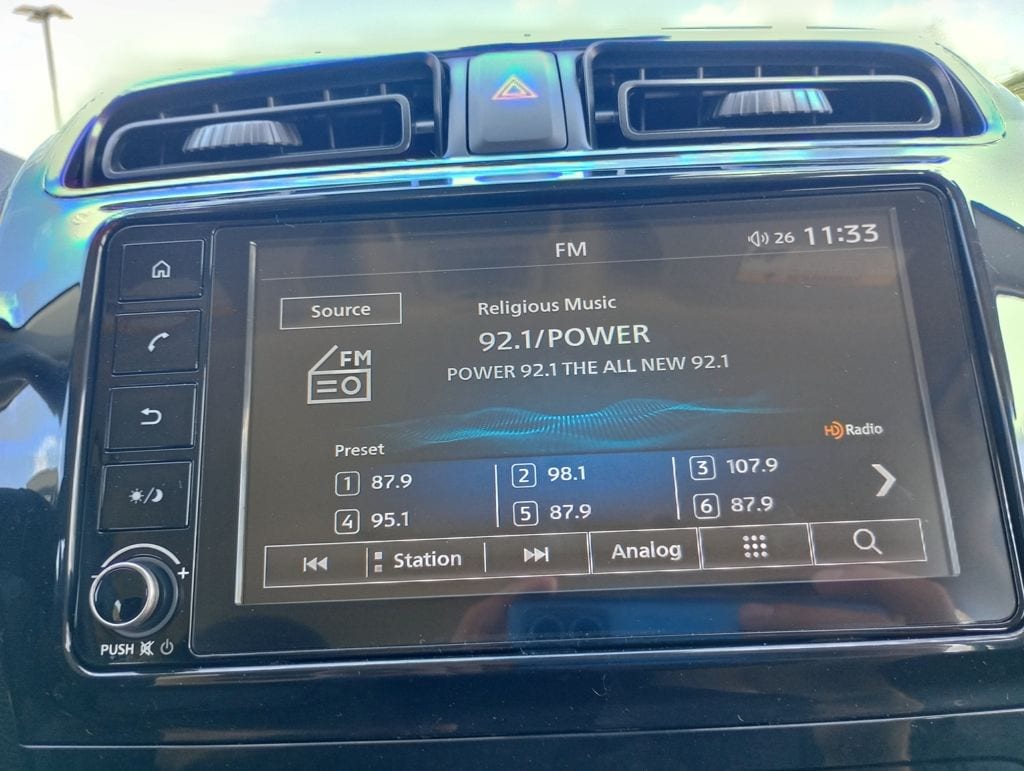 FM
26 11:33
Source
Religious Music
92.1/POWER
POWER 92.1 THE ALL NEW 92.1
FM
HD Radio
Preset
1 87.9
2 98.1
3 107.9
4 95.1
5 87.9
6 87.9
Station
Analog
- +
PUSH